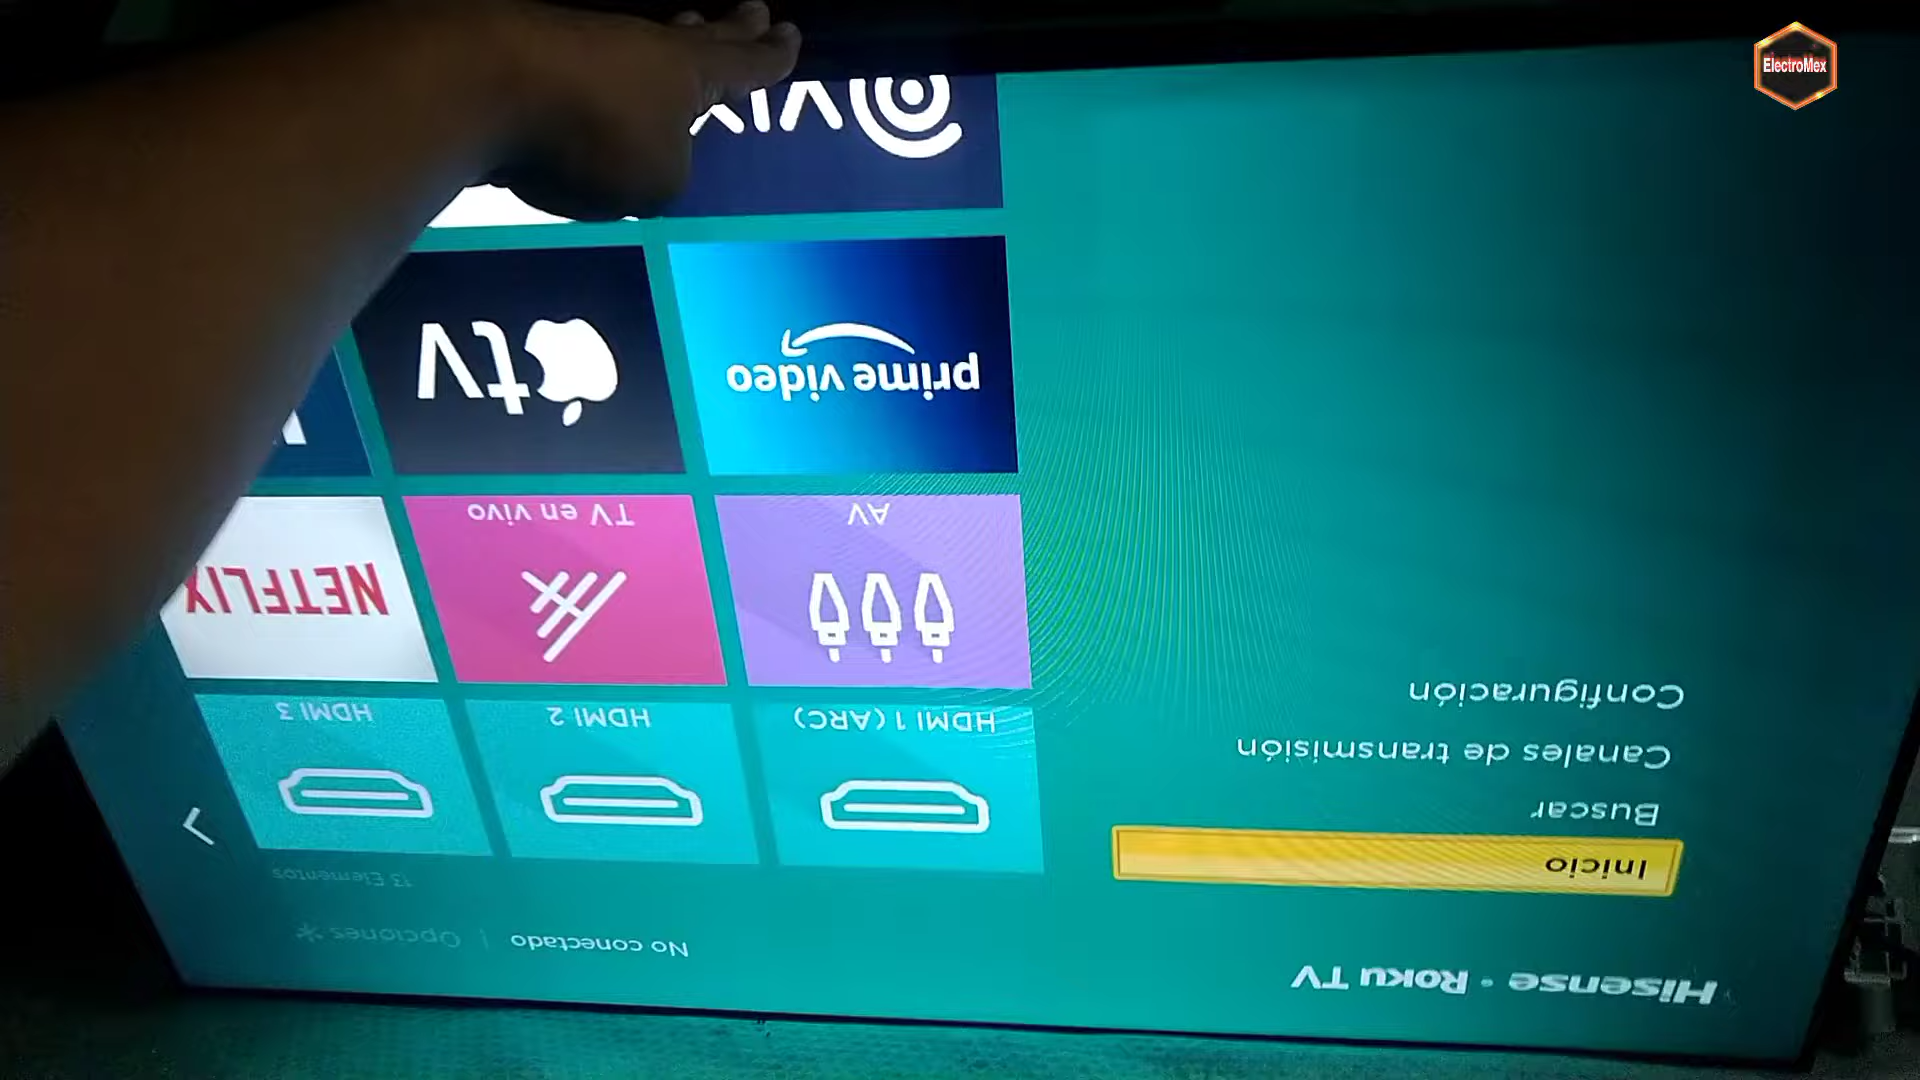 ElectroMex
Hisense • Roku TV
No conectado | Opciones
13 Elementos
Inicio
Buscar
Canales de transmisión
Configuración
HDMI 1 (ARC)
HDMI 2
HDMI 3
AV
TV en vivo
NETFLIX
prime video
tv
ViX